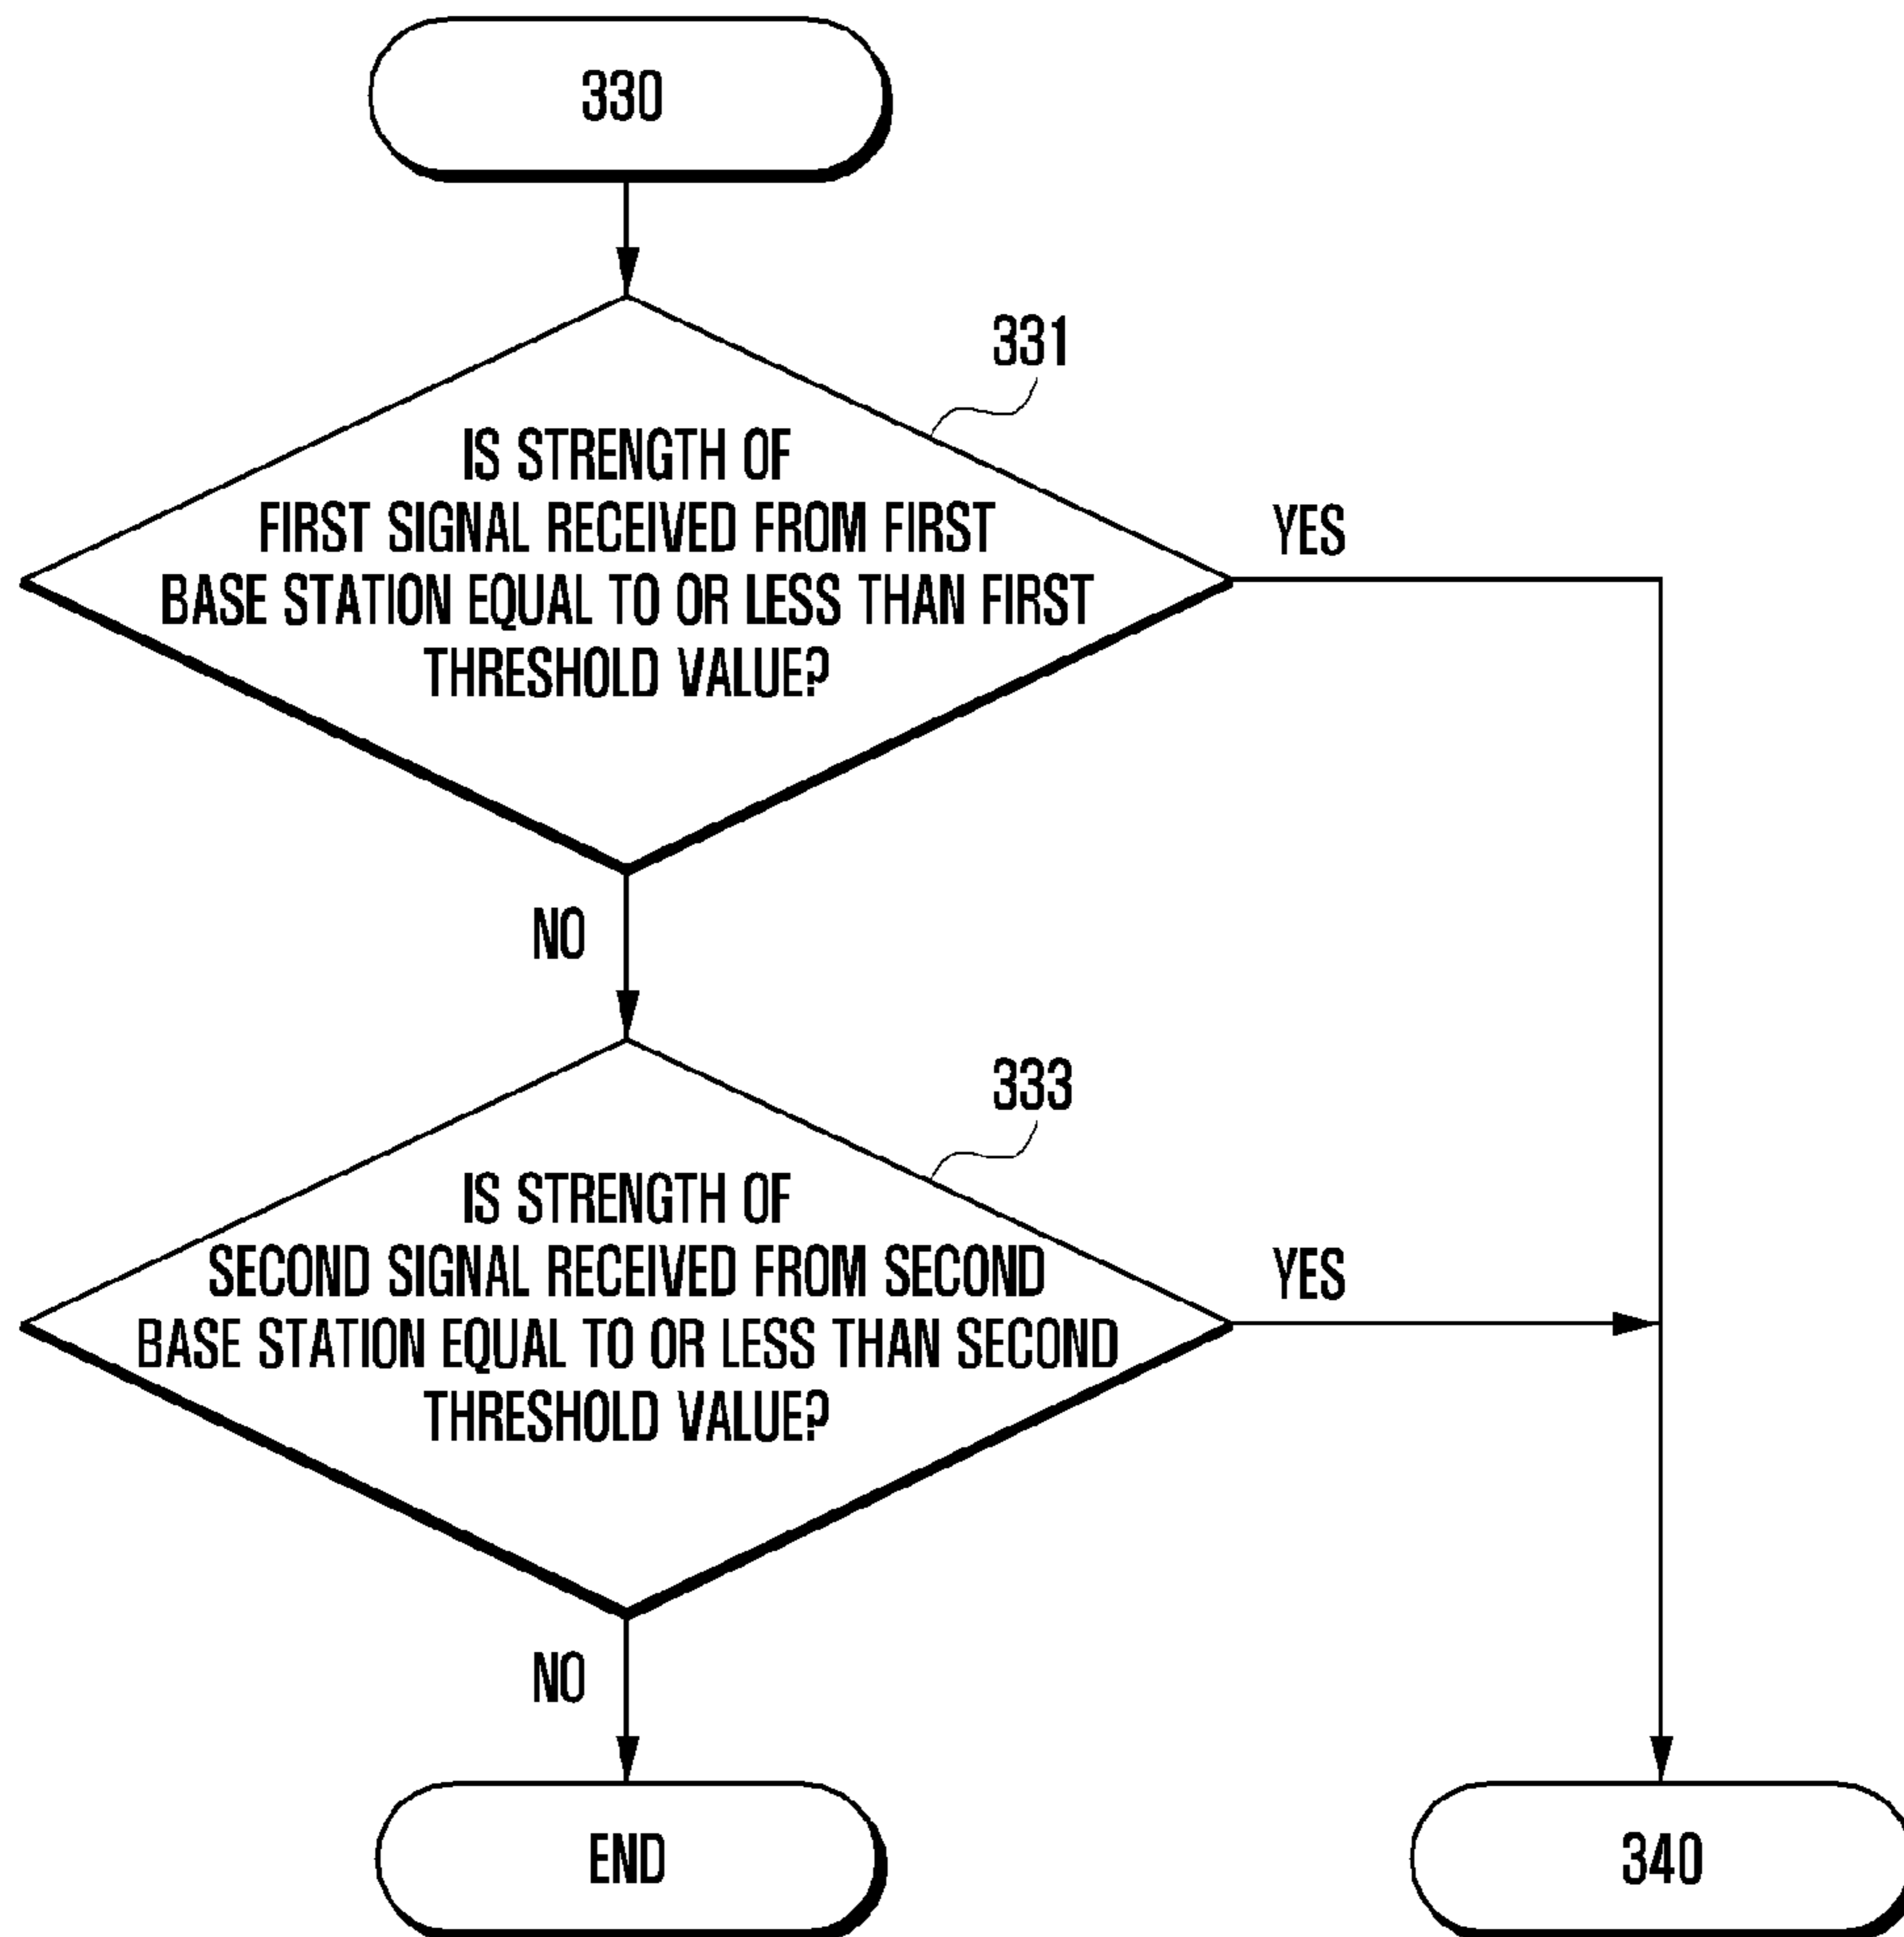 330
331
IS STRENGTH OF
FIRST SIGNAL RECEIVED FROM FIRST
BASE STATION EQUAL TO OR LESS THAN FIRST
THRESHOLD VALUE?
YES
NO
333
IS STRENGTH OF
SECOND SIGNAL RECEIVED FROM SECOND
BASE STATION EQUAL TO OR LESS THAN SECOND
THRESHOLD VALUE?
YES
NO
END
340